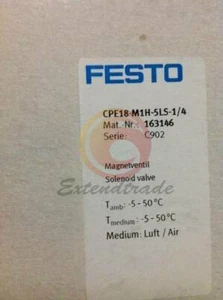 FESTO
CPE18-M1H-5LS-1/4
Mat.-Nr.: 163146
Serie: C902
Extendtrade
Magnetventil
Solenoid valve
Tamb: -5 - 50 °C
Tmedium: -5 - 50 °C
Medium: Luft / Air